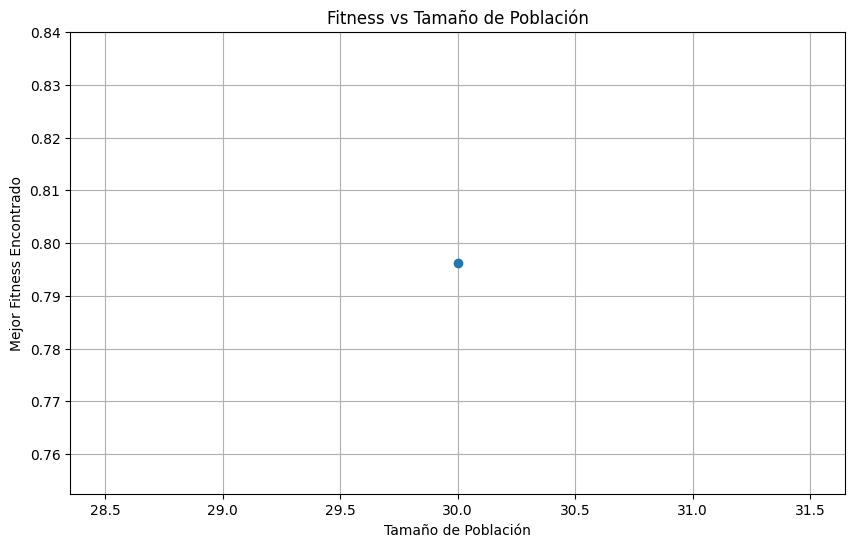 Fitness vs Tamaño de Población
0.84
0.83
0.82
0.81
0.80
0.79
0.78
0.77
0.76
Mejor Fitness Encontrado
28.5 29.0 29.5 30.0 30.5 31.0 31.5
Tamaño de Población